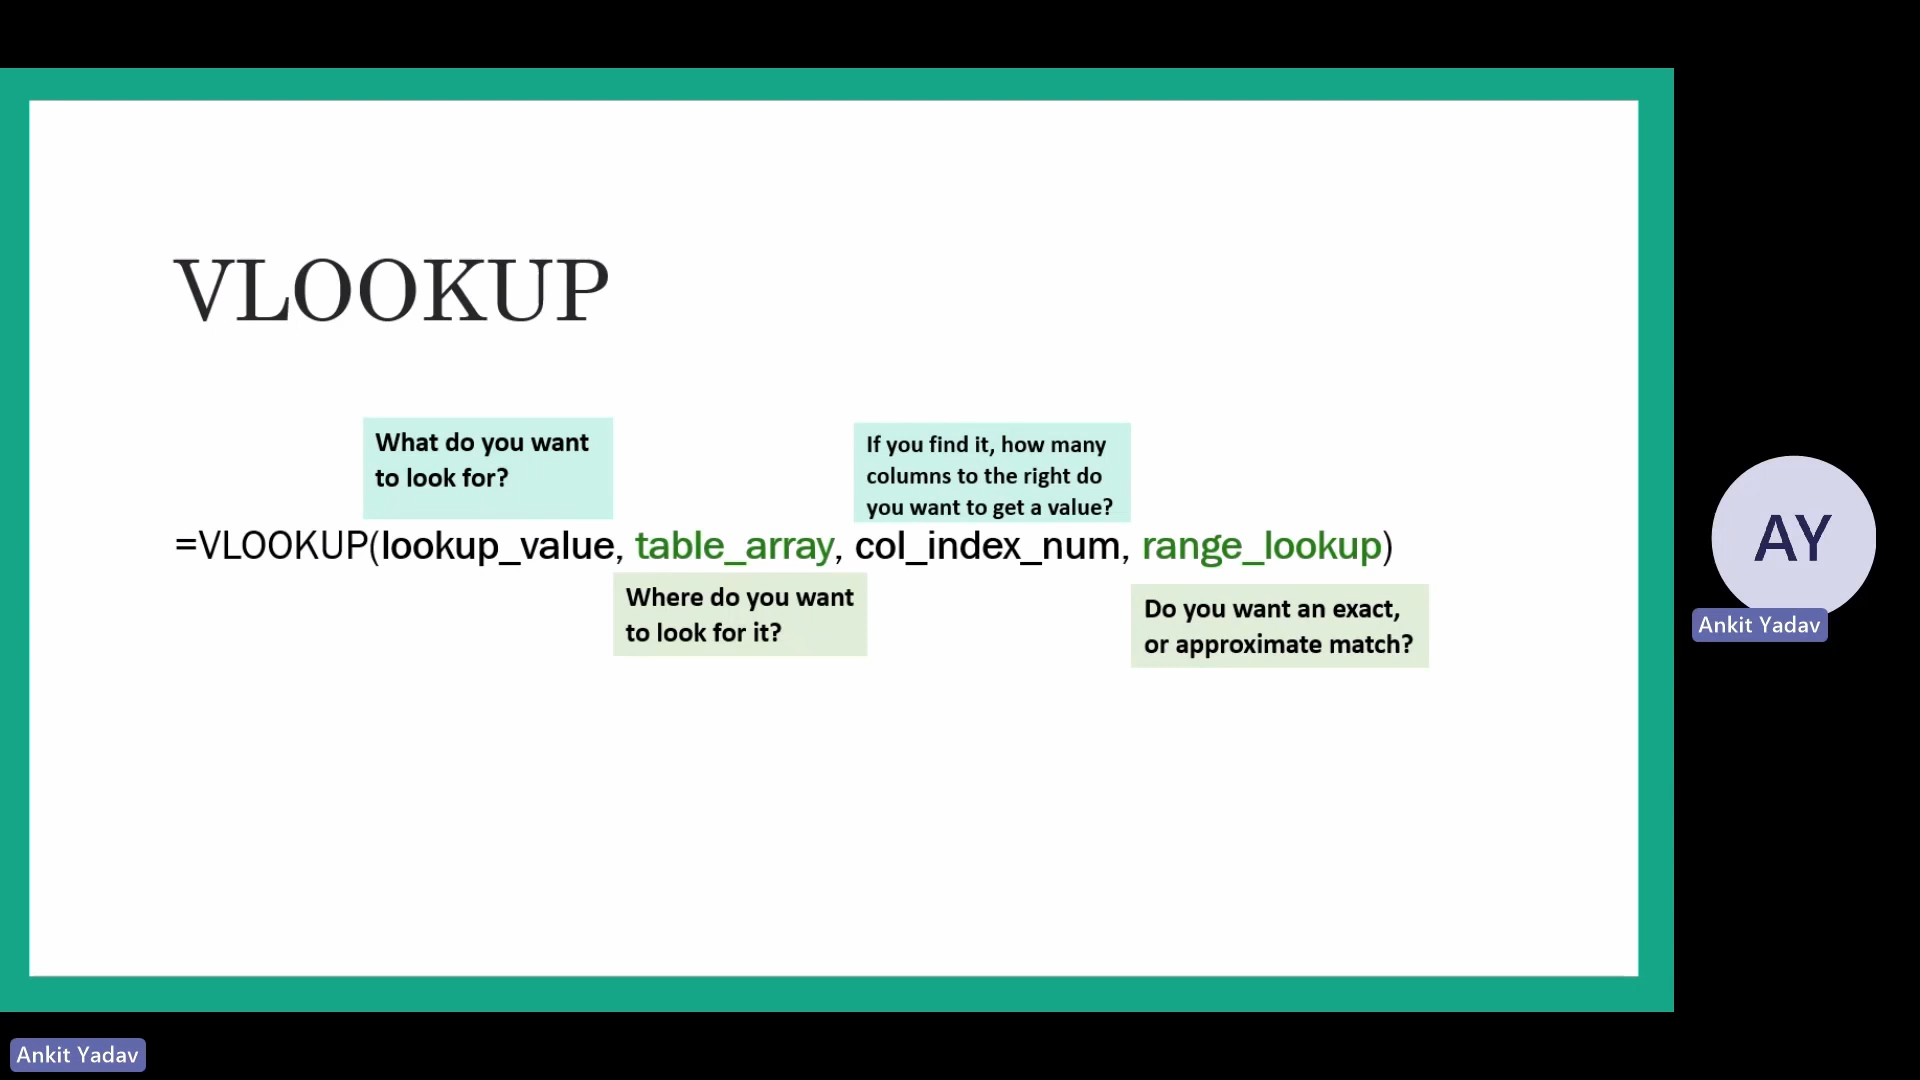 VLOOKUP
What do you want
to look for?
If you find it, how many
columns to the right do
you want to get a value?
=VLOOKUP(lookup_value, table_array, col_index_num, range_lookup)
Where do you want
to look for it?
Do you want an exact,
or approximate match?
AY
Ankit Yadav
Ankit Yadav